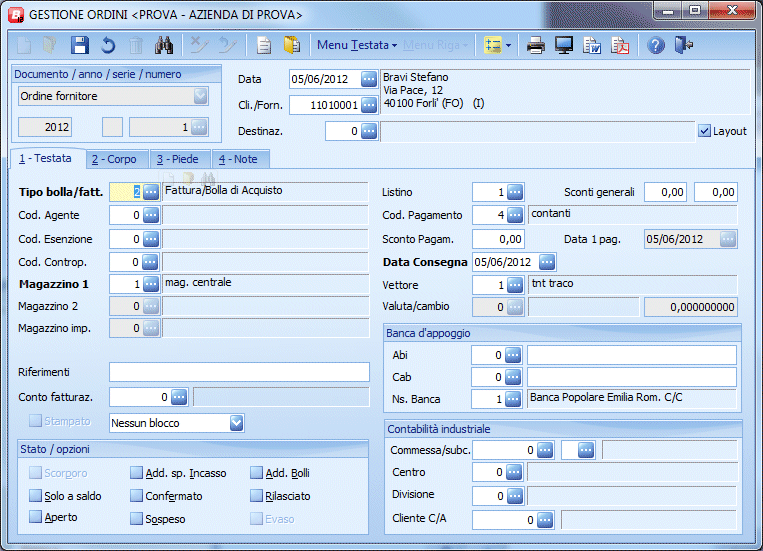 GESTIONE ORDINI <PROVA - AZIENDA DI PROVA>
Menu Testata
Menu Riga
Documento / anno / serie / numero
Ordine fornitore
2012 1
Data 05/06/2012
Cli./Forn. 11010001
Destinaz. 0
Bravi Stefano
Via Pace, 12
40100 Forli' (FO) (I)
Layout
1 - Testata 2 - Corpo 3 - Piede 4 - Note
Tipo bolla/fatt. 2 Fattura/Bolla di Acquisto
Cod. Agente 0
Cod. Esenzione 0
Cod. Controp. 0
Magazzino 1 1 mag. centrale
Magazzino 2 0
Magazzino imp. 0
Riferimenti
Conto fatturaz. 0
Stampato Nessun blocco
Stato / opzioni
Scorporo Add. sp. Incasso Add. Bolli
Solo a saldo Confermato Rilasciato
Aperto Sospeso Evaso
Listino 1 Sconti generali 0,00 0,00
Cod. Pagamento 4 contanti
Sconto Pagam. 0,00 Data 1 pag. 05/06/2012
Data Consegna 05/06/2012
Vettore 1 tnt traco
Valuta/cambio 0 0,000000000
Banca d'appoggio
Abi 0
Cab 0
Ns. Banca 1 Banca Popolare Emilia Rom. C/C
Contabilità industriale
Commessa/subc. 0
Centro 0
Divisione 0
Cliente C/A 0